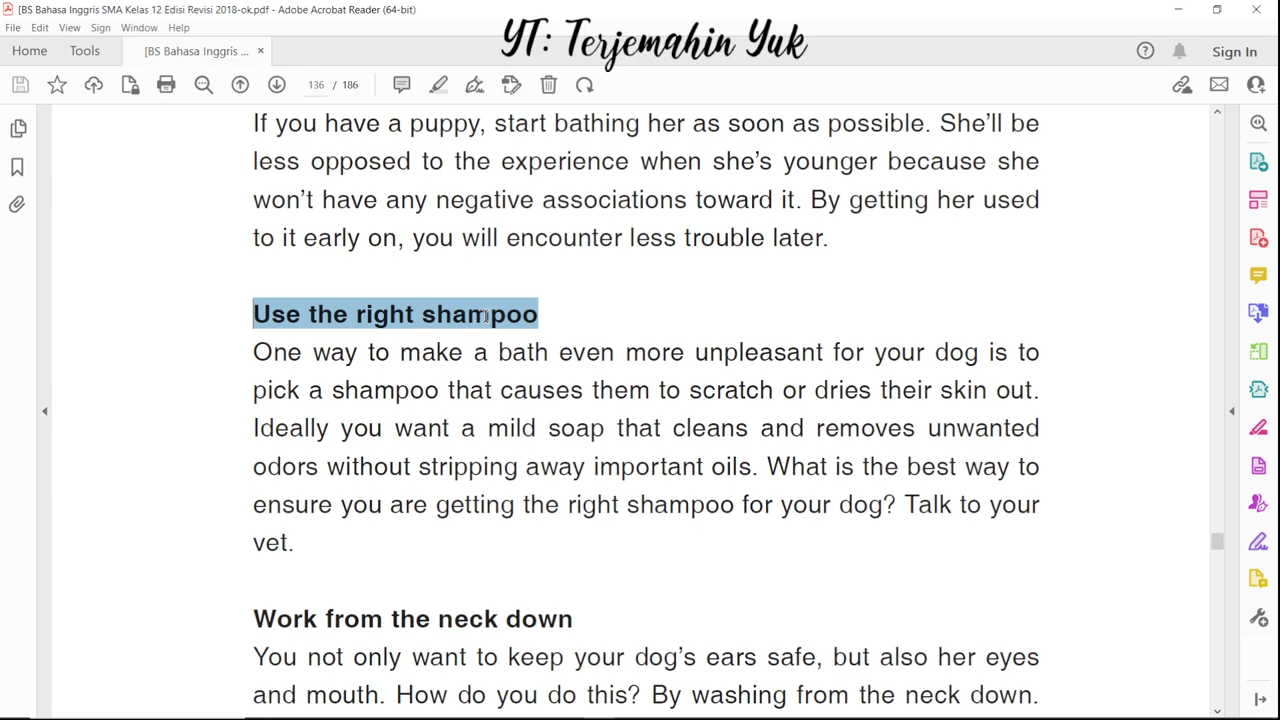 [BS Bahasa Inggris SMA Kelas 12 Edisi Revisi 2018-ok.pdf - Adobe Acrobat Reader (64-bit)
File Edit View Sign Window Help
YT: Terjemahin Yuk
Home Tools [BS Bahasa Inggris ... × Sign In
136 / 186
If you have a puppy, start bathing her as soon as possible. She’ll be
less opposed to the experience when she’s younger because she
won’t have any negative associations toward it. By getting her used
to it early on, you will encounter less trouble later.
Use the right shampoo
One way to make a bath even more unpleasant for your dog is to
pick a shampoo that causes them to scratch or dries their skin out.
Ideally you want a mild soap that cleans and removes unwanted
odors without stripping away important oils. What is the best way to
ensure you are getting the right shampoo for your dog? Talk to your
vet.
Work from the neck down
You not only want to keep your dog’s ears safe, but also her eyes
and mouth. How do you do this? By washing from the neck down.